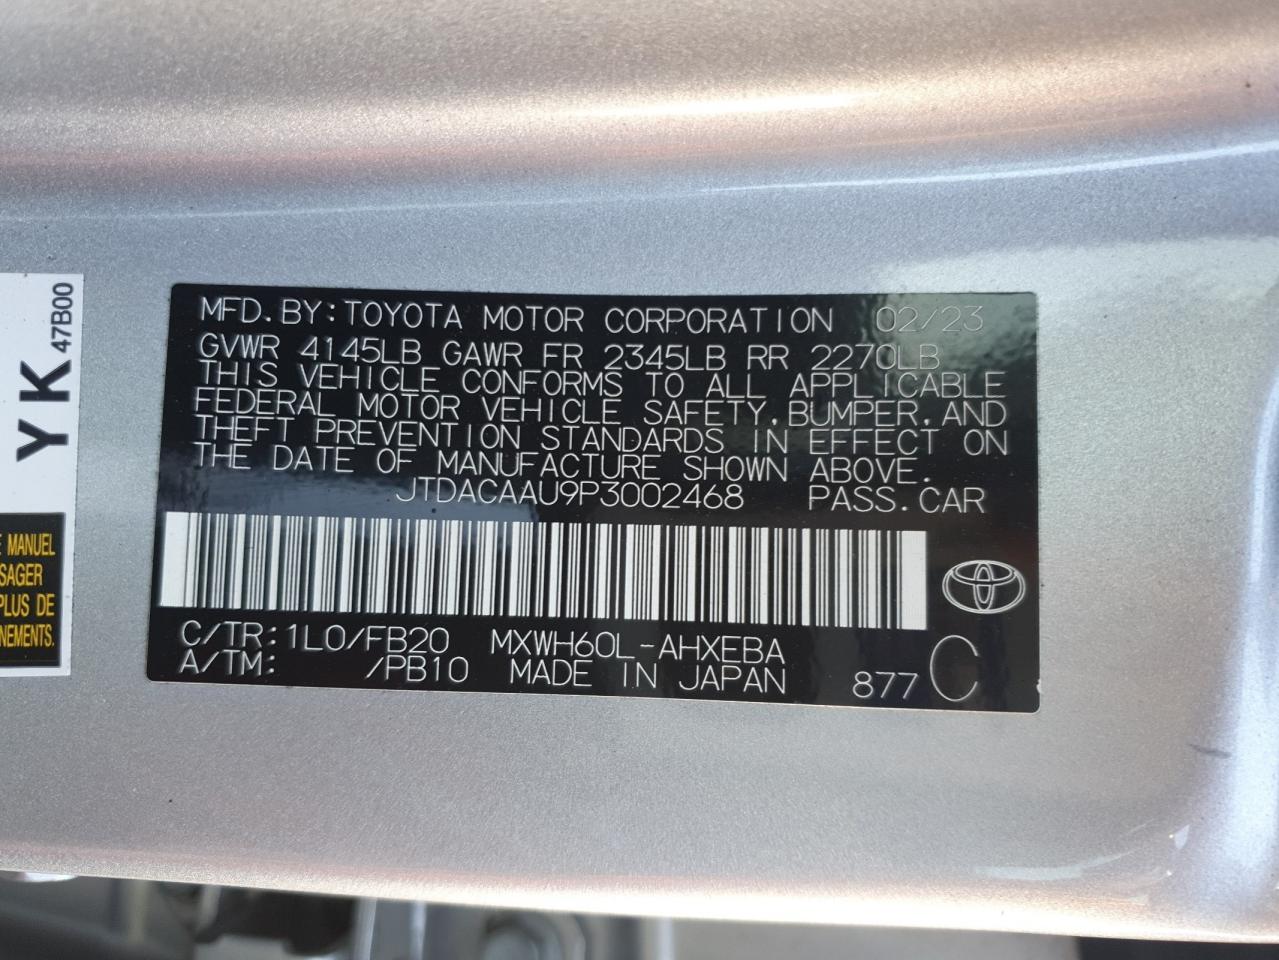 YK 47B00
E MANUEL
SAGER
PLUS DE
NEMENTS.
MFD.BY:TOYOTA MOTOR CORPORATION 02/23
GVWR 4145LB GAWR FR 2345LB RR 2270LB
THIS VEHICLE CONFORMS TO ALL APPLICABLE
FEDERAL MOTOR VEHICLE SAFETY,BUMPER,AND
THEFT PREVENTION STANDARDS IN EFFECT ON
THE DATE OF MANUFACTURE SHOWN ABOVE.
JTDACAAU9P3002468 PASS.CAR
C/TR:1L0/FB20 MXWH60L-AHXEBA
A/TM: /PB10 MADE IN JAPAN 877 C